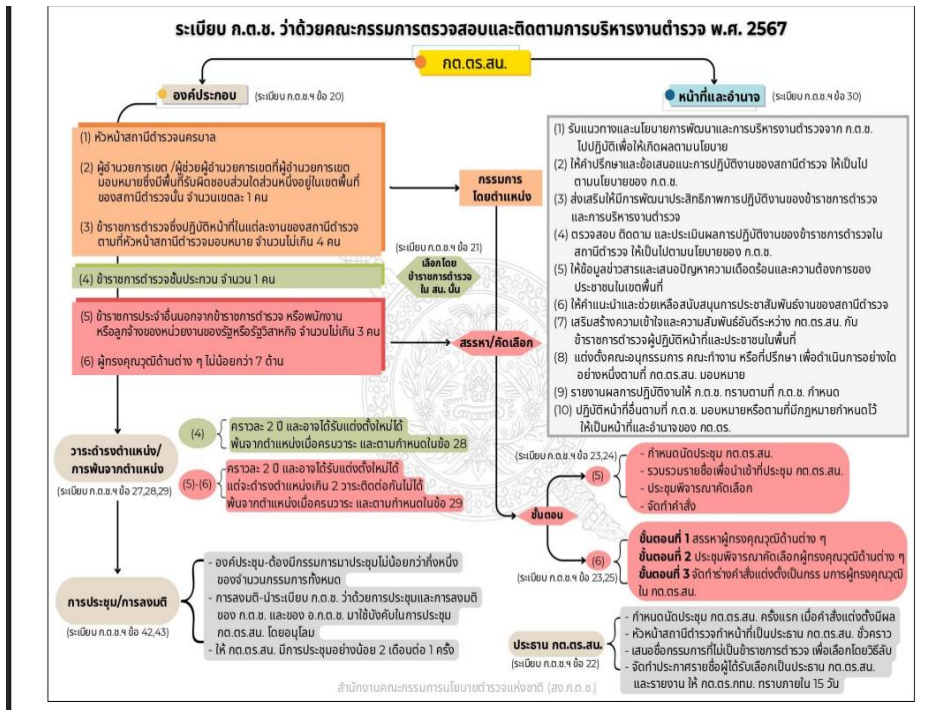 ระเบียบ ก.ต.ช. ว่าด้วยคณะกรรมการตรวจสอบและติดตามการบริหารงานตำรวจ พ.ศ. 2567
กต.ตร.สน.
องค์ประกอบ
(ระเบียบ ก.ต.ช.ฯ ข้อ 20)
(1) หัวหน้าสถานีตำรวจนครบาล
(2) ผู้อำนวยการเขต /ผู้ช่วยผู้อำนวยการเขตที่ผู้อำนวยการเขต
มอบหมายซึ่งมีพื้นที่รับผิดชอบส่วนใดส่วนหนึ่งอยู่ในเขตพื้นที่
ของสถานีตำรวจนั้น จำนวนเขตละ 1 คน
(3) ข้าราชการตำรวจซึ่งปฏิบัติหน้าที่ในแต่ละงานของสถานีตำรวจ
ตามที่หัวหน้าสถานีตำรวจมอบหมาย จำนวนไม่เกิน 4 คน
(4) ข้าราชการตำรวจชั้นประทวน จำนวน 1 คน
(5) ข้าราชการประจำอื่นนอกจากข้าราชการตำรวจ หรือพนักงาน
หรือลูกจ้างของหน่วยงานของรัฐหรือรัฐวิสาหกิจ จำนวนไม่เกิน 3 คน
(6) ผู้ทรงคุณวุฒิด้านต่าง ๆ ไม่น้อยกว่า 7 ด้าน
กรรมการ
โดยตำแหน่ง
(ระเบียบ ก.ต.ช.ฯ ข้อ 21)
เลือกโดย
ข้าราชการตำรวจ
ใน สน. นั้น
สรรหา/คัดเลือก
หน้าที่และอำนาจ
(ระเบียบ ก.ต.ช.ฯ ข้อ 30)
(1) รับแนวทางและนโยบายการพัฒนาและการบริหารงานตำรวจจาก ก.ต.ช.
ไปปฏิบัติเพื่อให้เกิดผลตามนโยบาย
(2) ให้คำปรึกษาและข้อเสนอแนะการปฏิบัติงานของสถานีตำรวจ ให้เป็นไป
ตามนโยบายของ ก.ต.ช.
(3) ส่งเสริมให้มีการพัฒนาประสิทธิภาพการปฏิบัติงานของข้าราชการตำรวจ
และการบริหารงานตำรวจ
(4) ตรวจสอบ ติดตาม และประเมินผลการปฏิบัติงานของข้าราชการตำรวจใน
สถานีตำรวจ ให้เป็นไปตามนโยบายของ ก.ต.ช.
(5) ให้ข้อมูลข่าวสารและเสนอปัญหาความเดือดร้อนและความต้องการของ
ประชาชนในเขตพื้นที่
(6) ให้คำแนะนำและช่วยเหลือสนับสนุนการประชาสัมพันธ์งานของสถานีตำรวจ
(7) เสริมสร้างความเข้าใจและความสัมพันธ์อันดีระหว่าง กต.ตร.สน. กับ
ข้าราชการตำรวจผู้ปฏิบัติหน้าที่และประชาชนในพื้นที่
(8) แต่งตั้งคณะอนุกรรมการ คณะทำงาน หรือที่ปรึกษา เพื่อดำเนินการอย่างใด
อย่างหนึ่งตามที่ กต.ตร.สน. มอบหมาย
(9) รายงานผลการปฏิบัติงานให้ ก.ต.ช. ทราบตามที่ ก.ต.ช. กำหนด
(10) ปฏิบัติหน้าที่อื่นตามที่ ก.ต.ช. มอบหมายหรือตามที่มีกฎหมายกำหนดไว้
ให้เป็นหน้าที่และอำนาจของ กต.ตร.
วาระดำรงตำแหน่ง/
การพ้นจากตำแหน่ง
(ระเบียบ ก.ต.ช.ฯ ข้อ 27,28,29)
(4)
คราวละ 2 ปี และอาจได้รับแต่งตั้งใหม่ได้
พ้นจากตำแหน่งเมื่อครบวาระ และตามกำหนดในข้อ 28
(5)-(6)
คราวละ 2 ปี และอาจได้รับแต่งตั้งใหม่ได้
แต่จะดำรงตำแหน่งเกิน 2 วาระติดต่อกันไม่ได้
พ้นจากตำแหน่งเมื่อครบวาระ และตามกำหนดในข้อ 29
ขั้นตอน
(ระเบียบ ก.ต.ช.ฯ ข้อ 23,24)
(5)
- กำหนดนัดประชุม กต.ตร.สน.
- รวบรวมรายชื่อเพื่อนำเข้าที่ประชุม กต.ตร.สน.
- ประชุมพิจารณาคัดเลือก
- จัดทำคำสั่ง
(6)
(ระเบียบ ก.ต.ช.ฯ ข้อ 23,25)
ขั้นตอนที่ 1 สรรหาผู้ทรงคุณวุฒิด้านต่าง ๆ
ขั้นตอนที่ 2 ประชุมพิจารณาคัดเลือกผู้ทรงคุณวุฒิด้านต่าง ๆ
ขั้นตอนที่ 3 จัดทำร่างคำสั่งแต่งตั้งเป็นกรร มการผู้ทรงคุณวุฒิ
ใน กต.ตร.สน.
การประชุม/การลงมติ
(ระเบียบ ก.ต.ช.ฯ ข้อ 42,43)
- องค์ประชุม-ต้องมีกรรมการมาประชุมไม่น้อยกว่ากึ่งหนึ่ง
ของจำนวนกรรมการทั้งหมด
- การลงมติ-นำระเบียบ ก.ต.ช. ว่าด้วยการประชุมและการลงมติ
ของ ก.ต.ช. และของ อ.ก.ต.ช. มาใช้บังคับในการประชุม
กต.ตร.สน. โดยอนุโลม
- ให้ กต.ตร.สน. มีการประชุมอย่างน้อย 2 เดือนต่อ 1 ครั้ง
ประธาน กต.ตร.สน.
(ระเบียบ ก.ต.ช.ฯ ข้อ 22)
- กำหนดนัดประชุม กต.ตร.สน. ครั้งแรก เมื่อคำสั่งแต่งตั้งมีผล
- หัวหน้าสถานีตำรวจทำหน้าที่เป็นประธาน กต.ตร.สน. ชั่วคราว
- เสนอชื่อกรรมการที่ไม่เป็นข้าราชการตำรวจ เพื่อเลือกโดยวิธีลับ
- จัดทำประกาศรายชื่อผู้ได้รับเลือกเป็นประธาน กต.ตร.สน.
และรายงาน ให้ กต.ตร.กทม. ทราบภายใน 15 วัน
สำนักงานคณะกรรมการนโยบายตำรวจแห่งชาติ (สง.ก.ต.ช.)